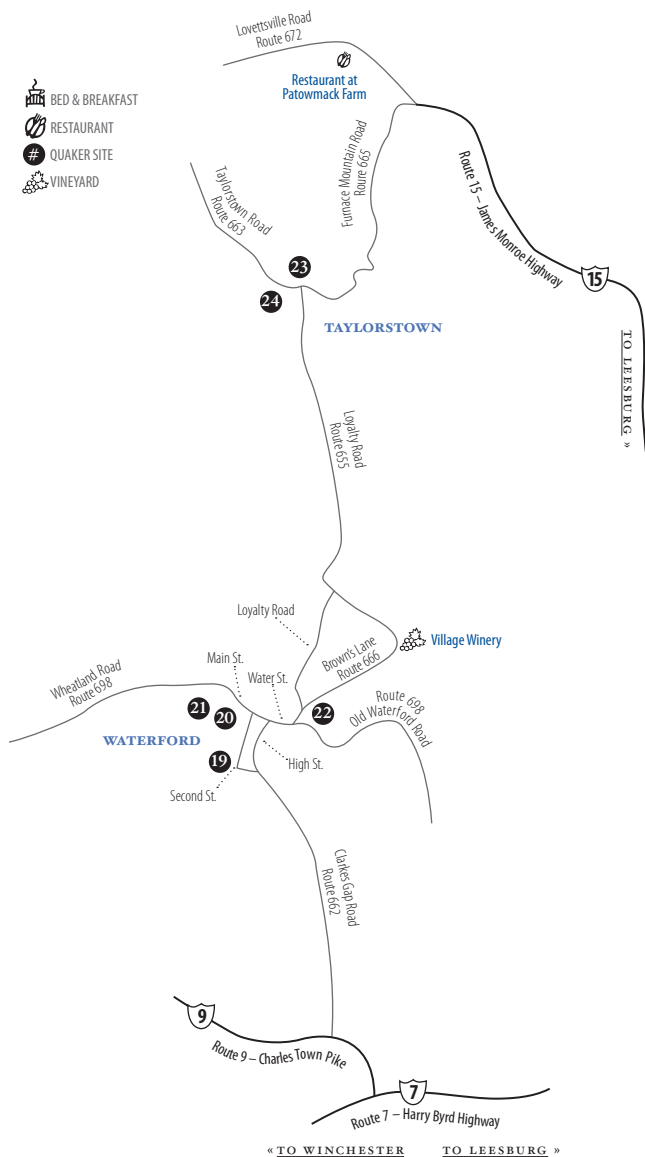 Lovettsville Road
Route 672
Restaurant at
Patowmack Farm
BED & BREAKFAST
RESTAURANT
# QUAKER SITE
VINEYARD
Furnace Mountain Road
Roure 665
Taylorstown Road
Route 663
Route 15 – James Monroe Highway
15
23
24
TAYLORSTOWN
TO LEESBURG »
Loyalty Road
Route 655
Loyalty Road
Village Winery
Brown's Lane
Route 666
Main St.
Water St.
Wheatland Road
Route 698
21
20
22
Route 698
Old Waterford Road
WATERFORD
19
High St.
Second St.
Clarkes Gap Road
Route 662
9
Route 9 – Charles Town Pike
7
Route 7 – Harry Byrd Highway
« TO WINCHESTER
TO LEESBURG »